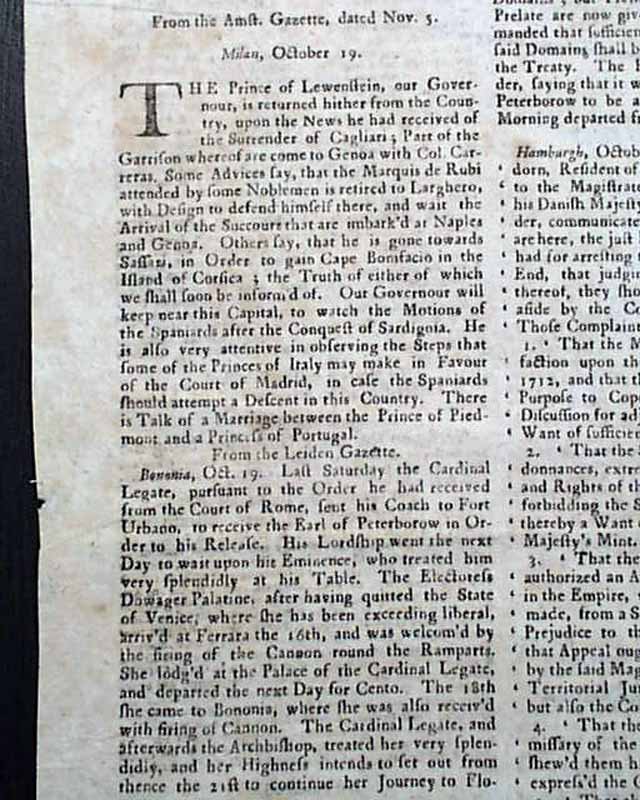 From the Amst. Gazette, dated Nov. 5.
Milan, October 19.
THE Prince of Lewenstein, our Gover-
nour, is returned hither from the Coun-
try, upon the News he had received of
the Surrender of Cagliari; Part of the
Garrison whereof are come to Genoa with Col. Car-
reras. Some Advices say, that the Marquis de Rubi
attended by some Noblemen is retired to Larghero,
with Design to defend himself there, and wait the
Arrival of the Succours that are imbark'd at Naples
and Genoa. Others say, that he is gone towards
Sassari, in Order to gain Cape Bonifacio in the
Island of Corsica; the Truth of either of which
we shall soon be inform'd of. Our Governour will
keep near this Capital, to watch the Motions of
the Spaniards after the Conquest of Sardignia. He
is also very attentive in observing the Steps that
some of the Princes of Italy may make in Favour
of the Court of Madrid, in case the Spaniards
should attempt a Descent in this Country. There
is Talk of a Marriage between the Prince of Pied-
mont and a Princess of Portugal.
From the Leiden Gazette.
Bononia, Oct. 19. Last Saturday the Cardinal
Legate, pursuant to the Order he had received
from the Court of Rome, sent his Coach to Fort
Urbano, to receive the Earl of Peterborow in Or-
der to his Release. His Lordship went the next
Day to wait upon his Eminence, who treated him
very splendidly at his Table. The Electoress
Dowager Palatine, after having quitted the State
of Venice, where she has been exceeding liberal,
arriv'd at Ferrara the 16th, and was welcom'd by
the firing of the Cannon round the Ramparts.
She lodg'd at the Palace of the Cardinal Legate,
and departed the next Day for Cento. The 18th
she came to Bononia, where she was also receiv'd
with firing of Cannon. The Cardinal Legate, and
afterwards the Archbishop, treated her very splen-
didly, and her Highness intends to set out from
thence the 21st to continue her Journey to Flo-
Prelate are now giv
manded that sufficien
said Domains shall b
the Treaty. The
der, saying that it w
Peterborow to be a
Morning departed fr
Hamburgh, Octob
dorn, Resident of
‘ to the Magistrat
‘ his Danish Majesty
‘ der, communicate
‘ are here, the just
‘ had for arresting
‘ End, that judgi
‘ thereof, they sho
‘ aside by the Co
‘ Those Complain
‘ 1. ‘ That the M
‘ faction upon th
‘ 1712, and that t
‘ Purpose to Cop
‘ Discussion for ad
‘ Want of sufficien
2. ‘ That the
‘ donnances, extre
‘ and Rights of th
‘ forbidding the S
‘ thereby a Want
‘ Majesty's Mint.
3. ‘ That the
‘ authorized an A
‘ in the Empire,
‘ made, from a S
‘ Prejudice to th
‘ that Appeal oug
‘ by the said Mag
‘ Territorial Ju
‘ but also the Co
4. ‘ That the
‘ missary of the
‘ shew'd them h
‘ express'd the